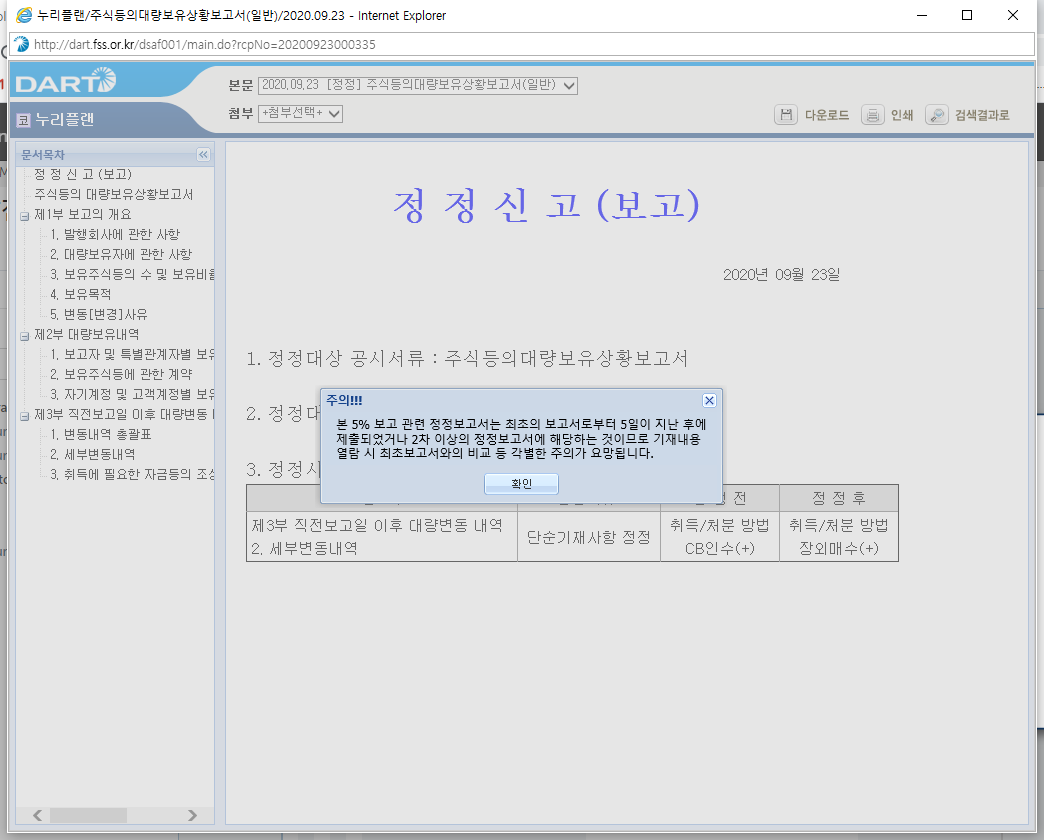 누리플랜/주식등의대량보유상황보고서(일반)/2020.09.23 - Internet Explorer
http://dart.fss.or.kr/dsaf001/main.do?rcpNo=20200923000335
DART
본문 2020.09.23 [정정] 주식등의대량보유상황보고서(일반)
첨부 +첨부선택+
다운로드 인쇄 검색결과로
코 누리플랜
문서목차
정 정 신 고 (보고)
주식등의 대량보유상황보고서
제1부 보고의 개요
1. 발행회사에 관한 사항
2. 대량보유자에 관한 사항
3. 보유주식등의 수 및 보유비율
4. 보유목적
5. 변동[변경]사유
제2부 대량보유내역
1. 보고자 및 특별관계자별 보유
2. 보유주식등에 관한 계약
3. 자기계정 및 고객계정별 보유
제3부 직전보고일 이후 대량변동
1. 변동내역 총괄표
2. 세부변동내역
3. 취득에 필요한 자금등의 조성
정 정 신 고 (보고)
2020년 09월 23일
1. 정정대상 공시서류 : 주식등의대량보유상황보고서
2. 정정대
3. 정정사
주의!!!
본 5% 보고 관련 정정보고서는 최초의 보고서로부터 5일이 지난 후에
제출되었거나 2차 이상의 정정보고서에 해당하는 것이므로 기재내용
열람 시 최초보고서와의 비교 등 각별한 주의가 요망됩니다.
확인
정 전 정 정 후
제3부 직전보고일 이후 대량변동 내역
2. 세부변동내역
단순기재사항 정정
취득/처분 방법
CB인수(+)
취득/처분 방법
장외매수(+)